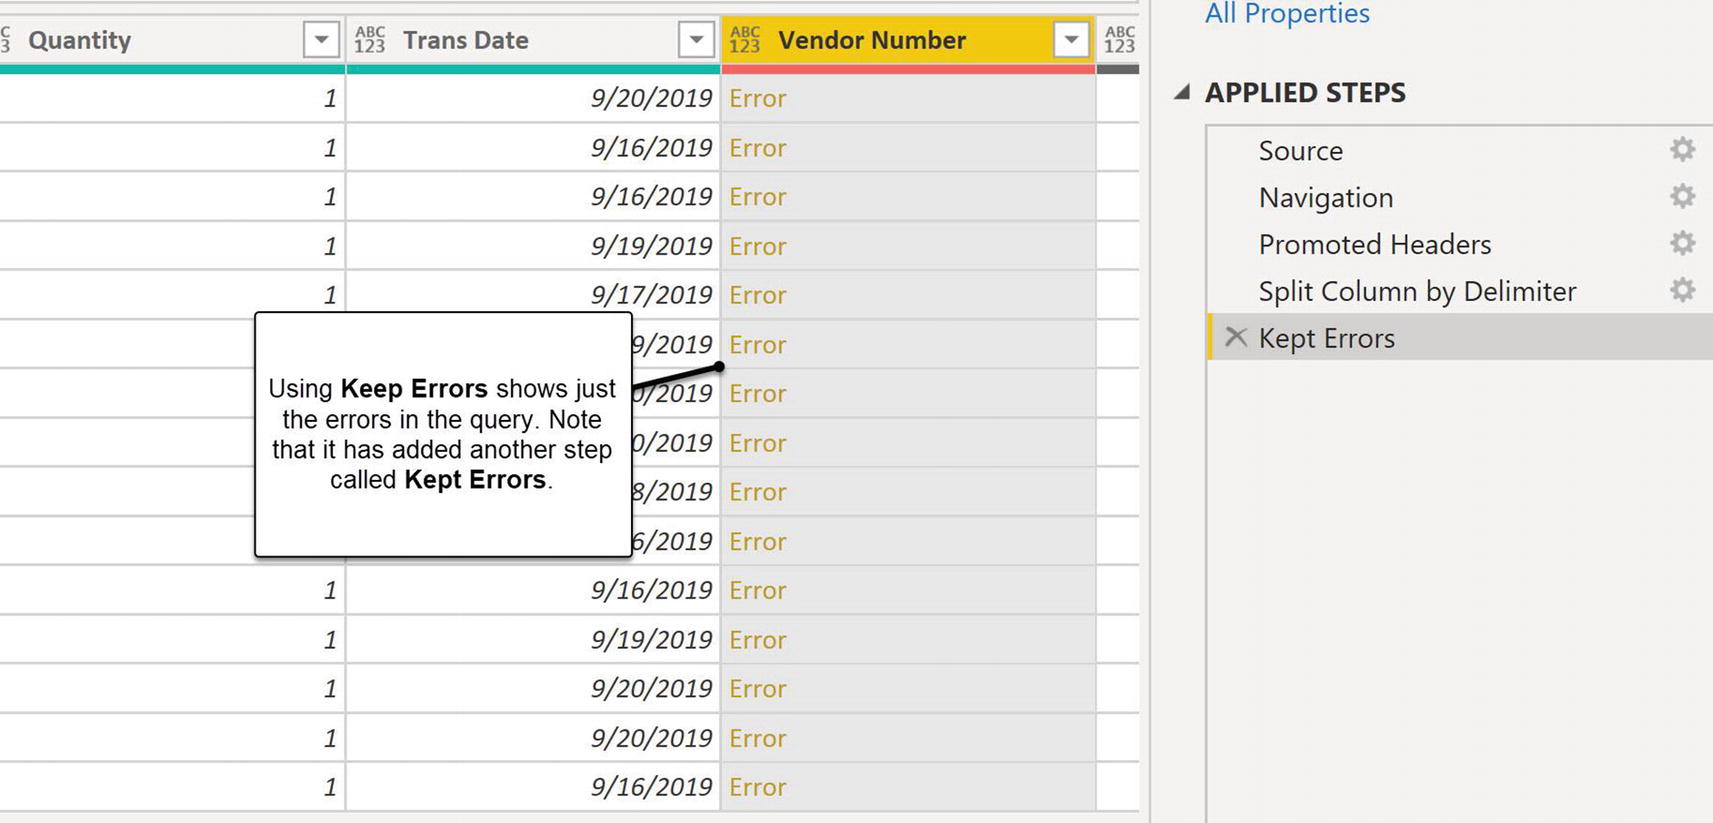 All Properties
3 Quantity ABC 123 Trans Date ABC 123 Vendor Number ABC 123
1 9/20/2019 Error
1 9/16/2019 Error
1 9/16/2019 Error
1 9/19/2019 Error
1 9/17/2019 Error
9/2019 Error
0/2019 Error
0/2019 Error
8/2019 Error
6/2019 Error
1 9/16/2019 Error
1 9/19/2019 Error
1 9/20/2019 Error
1 9/20/2019 Error
1 9/16/2019 Error
Using Keep Errors shows just
the errors in the query. Note
that it has added another step
called Kept Errors.
APPLIED STEPS
Source
Navigation
Promoted Headers
Split Column by Delimiter
Kept Errors